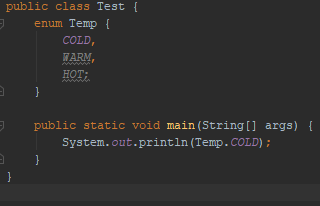 public class Test {
enum Temp {
COLD,
WARM,
HOT;
}
public static void main(String[] args) {
System.out.println(Temp.COLD);
}
}